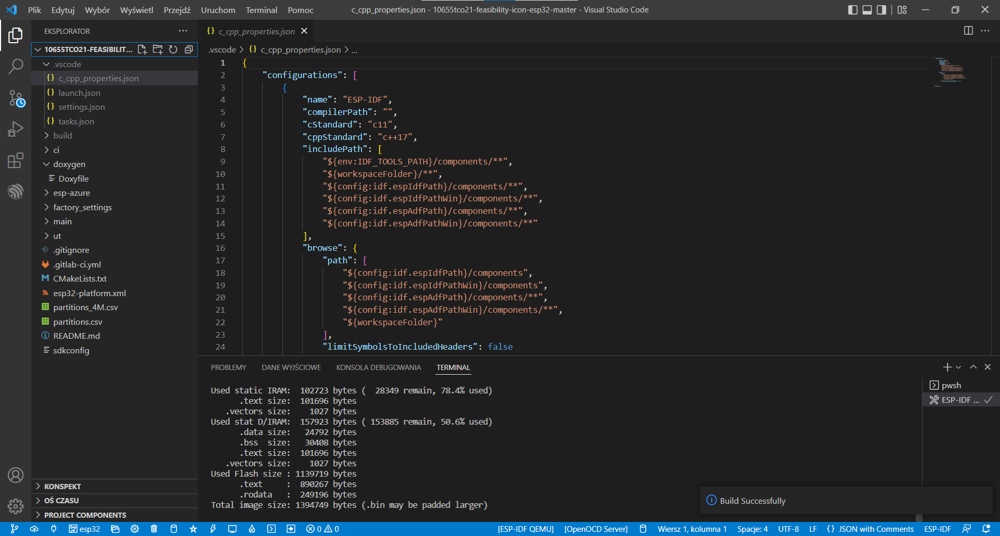 Plik Edytuj Wybór Wyświetl Przejdź Uruchom Terminal Pomoc
c_cpp_properties.json - 10655tco21-feasibility-icon-esp32-master - Visual Studio Code
EKSPLORATOR
10655TCO21-FEASIBILIT...
.vscode
{} c_cpp_properties.json
{} launch.json
{} settings.json
{} tasks.json
build
ci
doxygen
Doxyfile
esp-azure
factory_settings
main
ut
.gitignore
.gitlab-ci.yml
CMakeLists.txt
esp32-platform.xml
partitions_4M.csv
partitions.csv
README.md
sdkconfig
KONSPEKT
OŚ CZASU
PROJECT COMPONENTS
{} c_cpp_properties.json
.vscode > {} c_cpp_properties.json > ...
1 {
2 "configurations": [
3 {
4 "name": "ESP-IDF",
5 "compilerPath": "",
6 "cStandard": "c11",
7 "cppStandard": "c++17",
8 "includePath": [
9 "${env:IDF_TOOLS_PATH}/components/**",
10 "${workspaceFolder}/**",
11 "${config:idf.espIdfPath}/components/**",
12 "${config:idf.espIdfPathWin}/components/**",
13 "${config:idf.espAdfPath}/components/**",
14 "${config:idf.espAdfPathWin}/components/**"
15 ],
16 "browse": {
17 "path": [
18 "${config:idf.espIdfPath}/components",
19 "${config:idf.espIdfPathWin}/components",
20 "${config:idf.espAdfPath}/components/**",
21 "${config:idf.espAdfPathWin}/components/**",
22 "${workspaceFolder}"
23 ],
24 "limitSymbolsToIncludedHeaders": false
PROBLEMY DANE WYJŚCIOWE KONSOLA DEBUGOWANIA TERMINAL
Used static IRAM: 102723 bytes ( 28349 remain, 78.4% used)
.text size: 101696 bytes
.vectors size: 1027 bytes
Used stat D/IRAM: 157923 bytes ( 153885 remain, 50.6% used)
.data size: 24792 bytes
.bss size: 30408 bytes
.text size: 101696 bytes
.vectors size: 1027 bytes
Used Flash size : 1139719 bytes
.text : 890267 bytes
.rodata : 249196 bytes
Total image size: 1394749 bytes (.bin may be padded larger)
pwsh
ESP-IDF ...
Build Successfully
esp32 0 0 [ESP-IDF QEMU] [OpenOCD Server] Wiersz 1, kolumna 1 Spacje: 4 UTF-8 LF {} JSON with Comments ESP-IDF